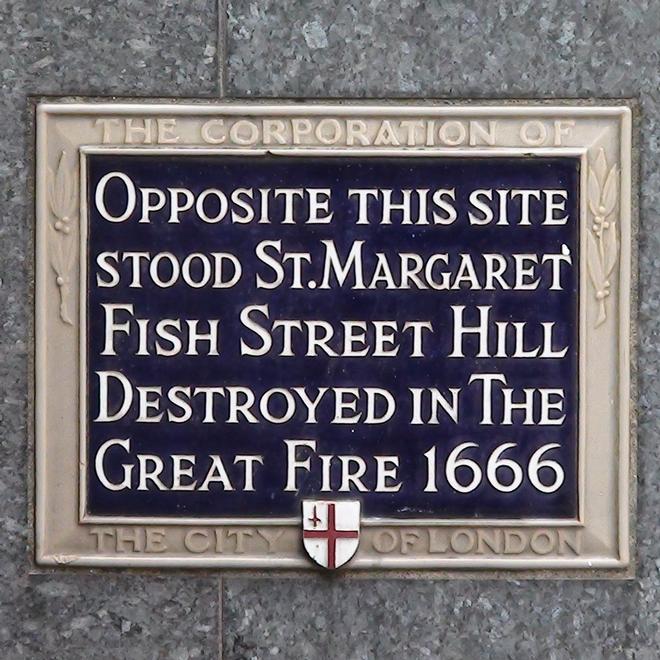 THE CORPORATION OF
OPPOSITE THIS SITE
STOOD ST. MARGARET
FISH STREET HILL
DESTROYED IN THE
GREAT FIRE 1666
THE CITY OF LONDON